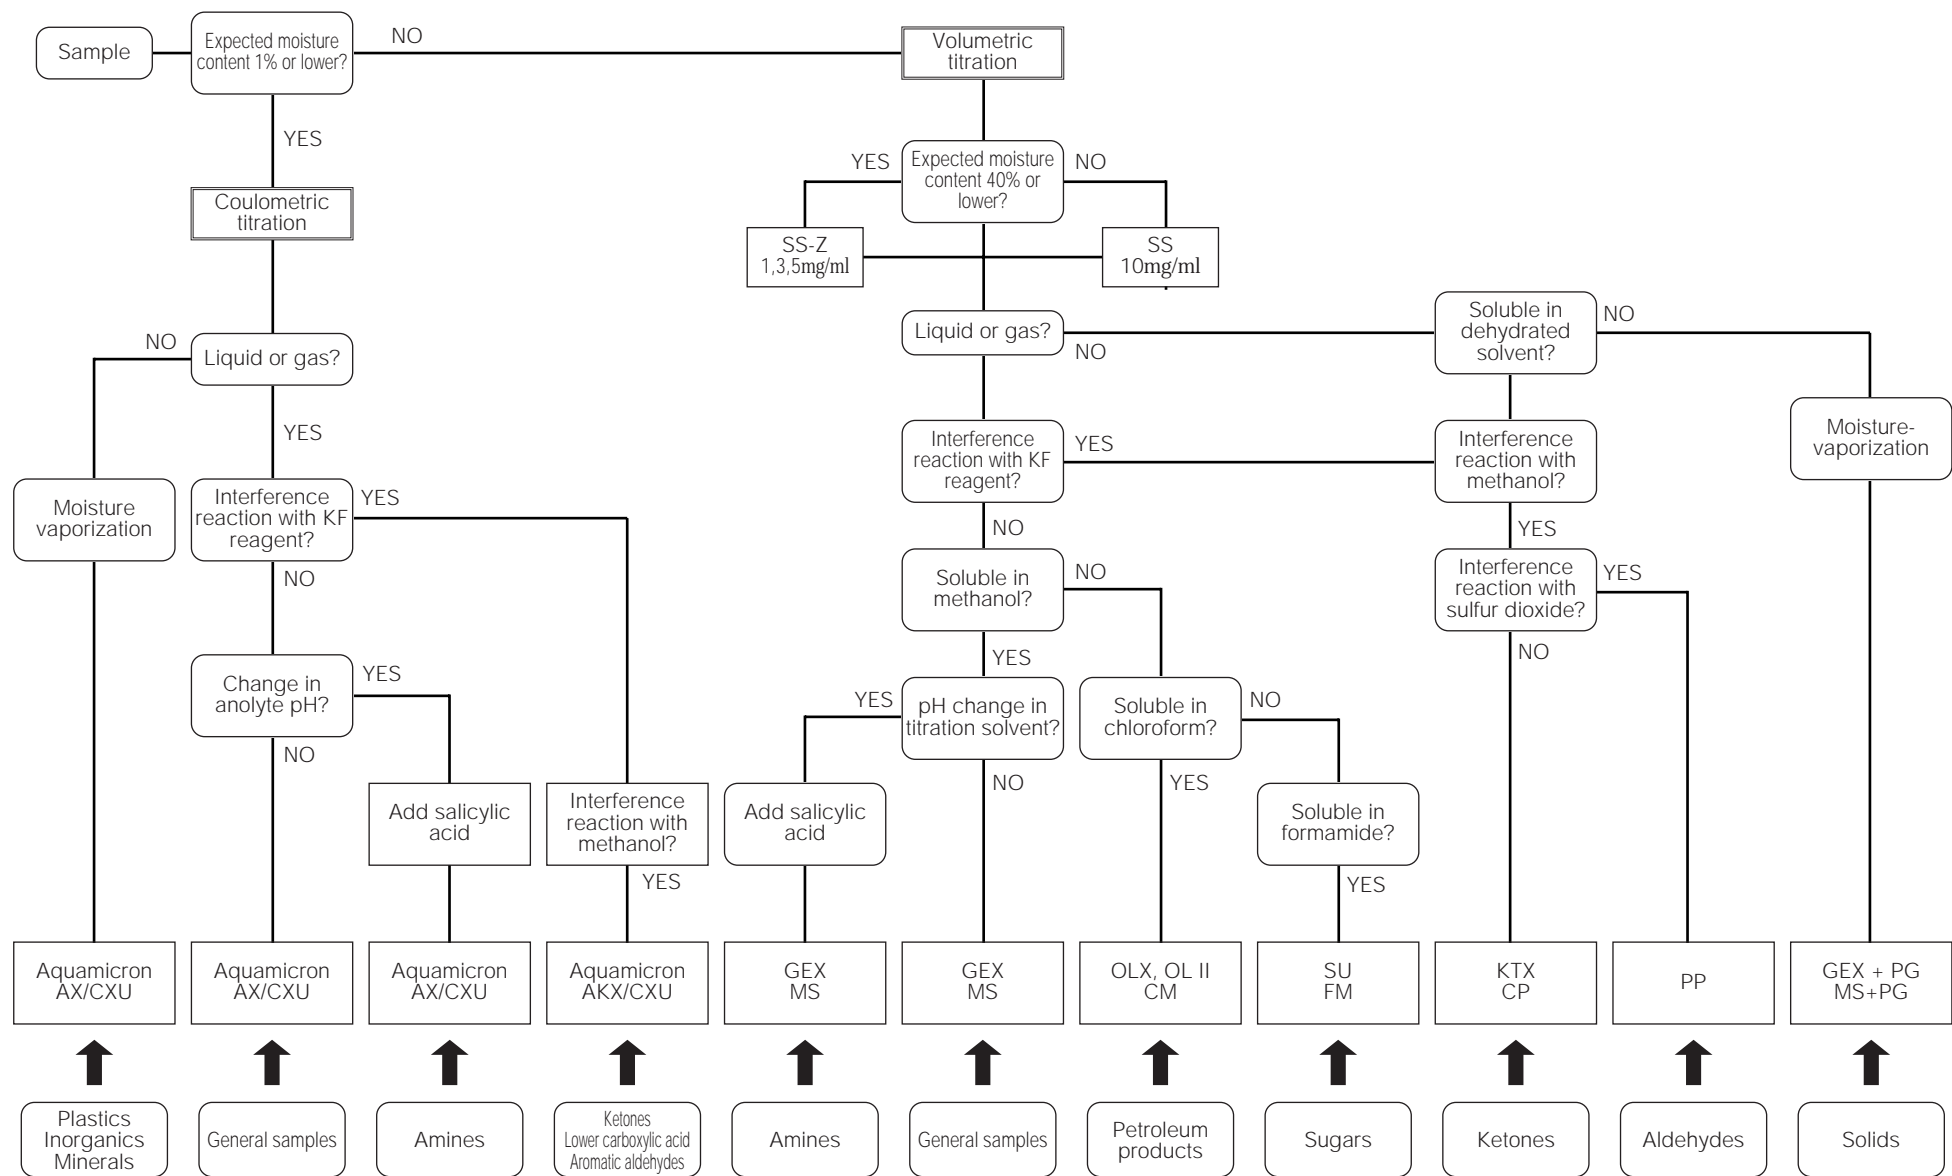 Sample
Expected moisture
content 1% or lower?
NO
Volumetric
titration
YES
YES
Expected moisture
content 40% or
lower?
NO
Coulometric
titration
SS-Z
1,3,5mg/ml
SS
10mg/ml
NO
Liquid or gas?
Liquid or gas?
NO
Soluble in
dehydrated
solvent?
NO
YES
Interference
reaction with KF
reagent?
YES
Interference
reaction with
methanol?
Moisture-
vaporization
Moisture
vaporization
Interference
reaction with KF
reagent?
YES
NO
YES
NO
Soluble in
methanol?
NO
Interference
reaction with
sulfur dioxide?
YES
YES
NO
Change in
anolyte pH?
YES
YES
pH change in
titration solvent?
Soluble in
chloroform?
NO
NO
NO
YES
Add salicylic
acid
Interference
reaction with
methanol?
Add salicylic
acid
Soluble in
formamide?
YES
YES
Aquamicron
AX/CXU
Aquamicron
AX/CXU
Aquamicron
AX/CXU
Aquamicron
AKX/CXU
GEX
MS
GEX
MS
OLX, OL II
CM
SU
FM
KTX
CP
PP
GEX + PG
MS+PG
Plastics
Inorganics
Minerals
General samples
Amines
Ketones
Lower carboxylic acid
Aromatic aldehydes
Amines
General samples
Petroleum
products
Sugars
Ketones
Aldehydes
Solids